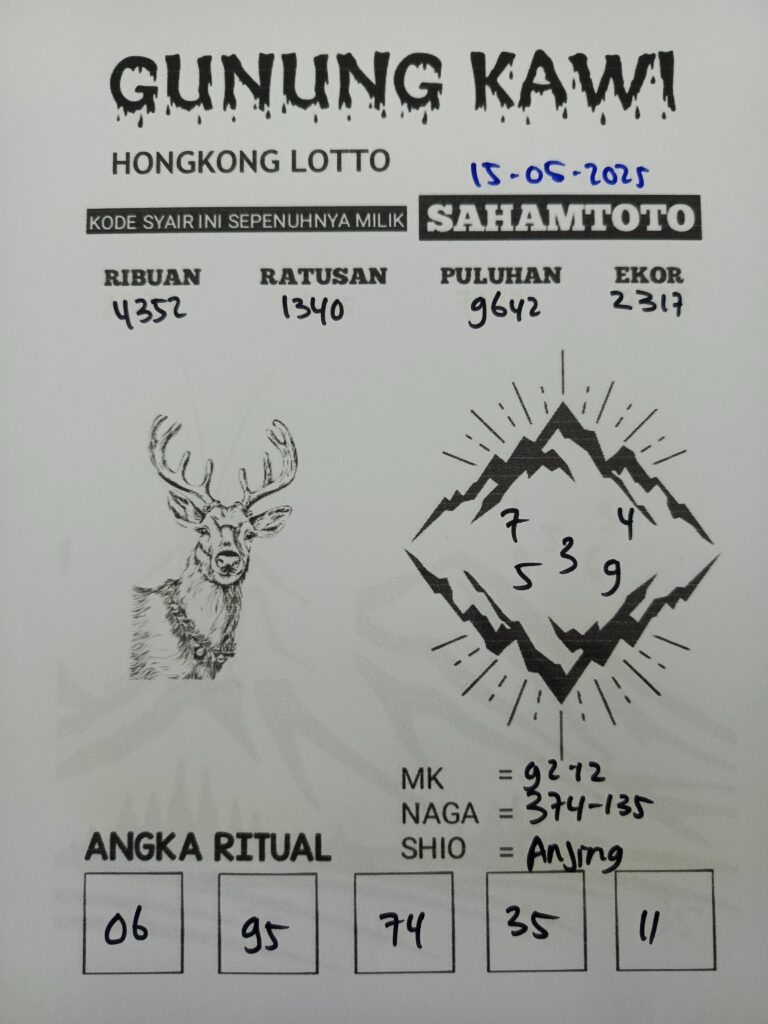 GUNUNG KAWI
HONGKONG LOTTO
15-05-2025
KODE SYAIR INI SEPENUHNYA MILIK SAHAMTOTO
RIBUAN RATUSAN PULUHAN EKOR
4352 1340 9642 2317
7 4
3
5 9
MK =
NAGA = 374-135
SHIO = Anjing
ANGKA RITUAL
06 95 74 35 11